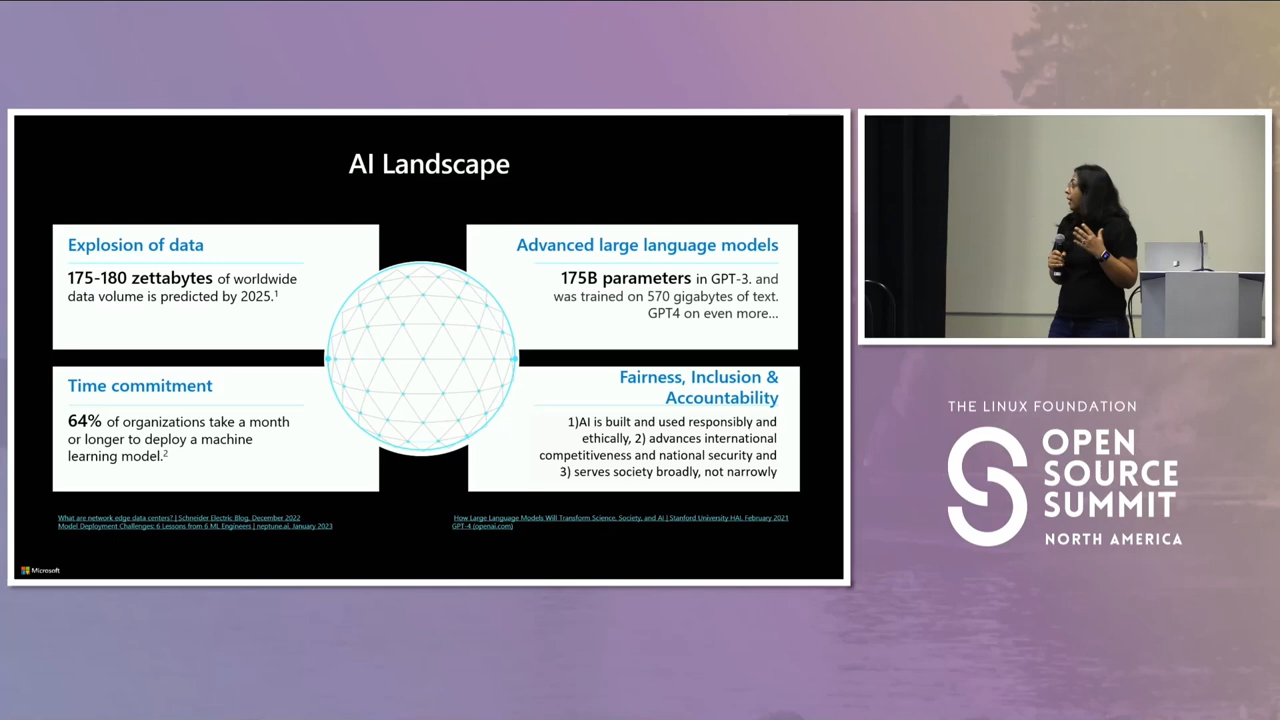 AI Landscape
Explosion of data
175-180 zettabytes of worldwide
data volume is predicted by 2025.1
Advanced large language models
175B parameters in GPT-3. and
was trained on 570 gigabytes of text.
GPT4 on even more...
Time commitment
64% of organizations take a month
or longer to deploy a machine
learning model.2
Fairness, Inclusion &
Accountability
1)AI is built and used responsibly and
ethically, 2) advances international
competitiveness and national security and
3) serves society broadly, not narrowly
What are network edge data centers? | Schneider Electric Blog, December 2022
Model Deployment Challenges: 6 Lessons from 6 ML Engineers | neptune.ai, January 2023
How Large Language Models Will Transform Science, Society, and AI | Stanford University HAI, February 2021
GPT-4 (openai.com)
Microsoft
THE LINUX FOUNDATION
OPEN
SOURCE
SUMMIT
NORTH AMERICA